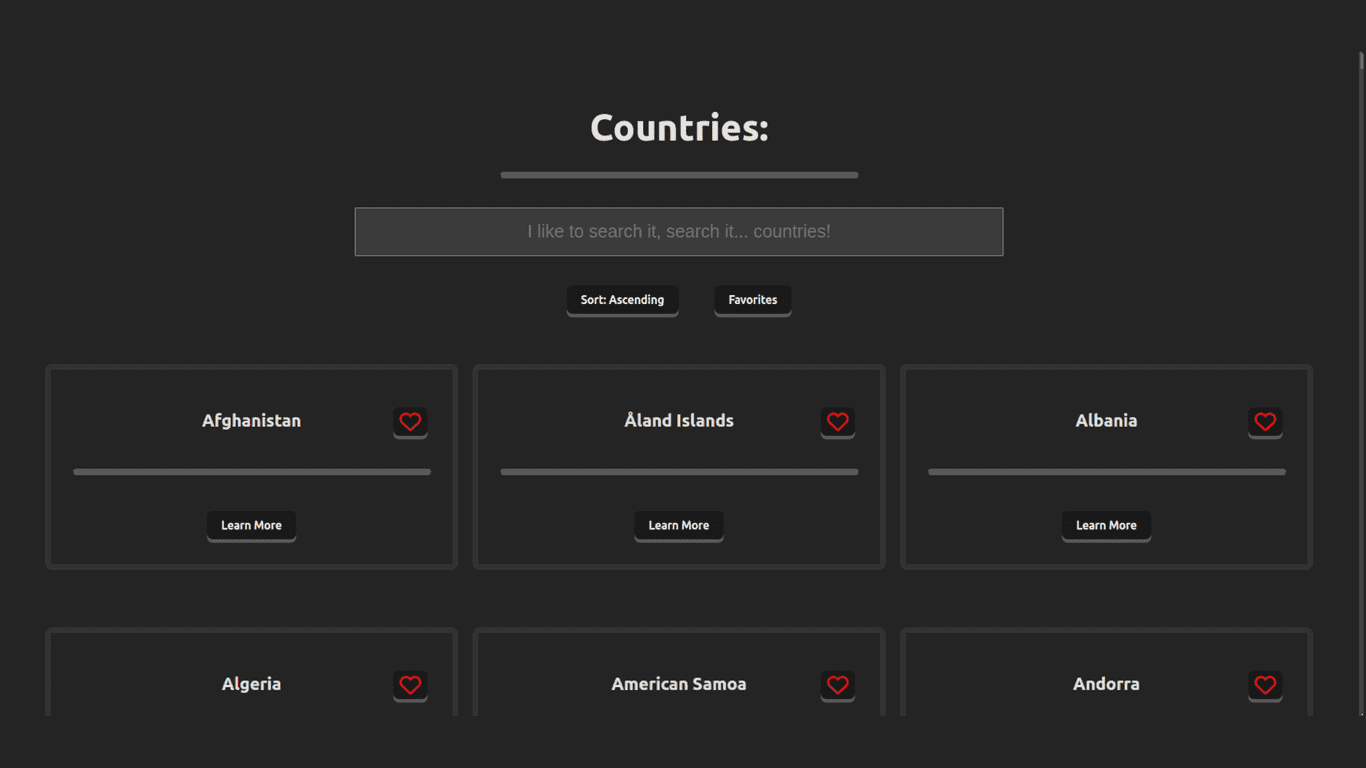 Countries:
I like to search it, search it... countries!
Sort: Ascending
Favorites
Afghanistan
Åland Islands
Albania
Learn More
Learn More
Learn More
Algeria
American Samoa
Andorra